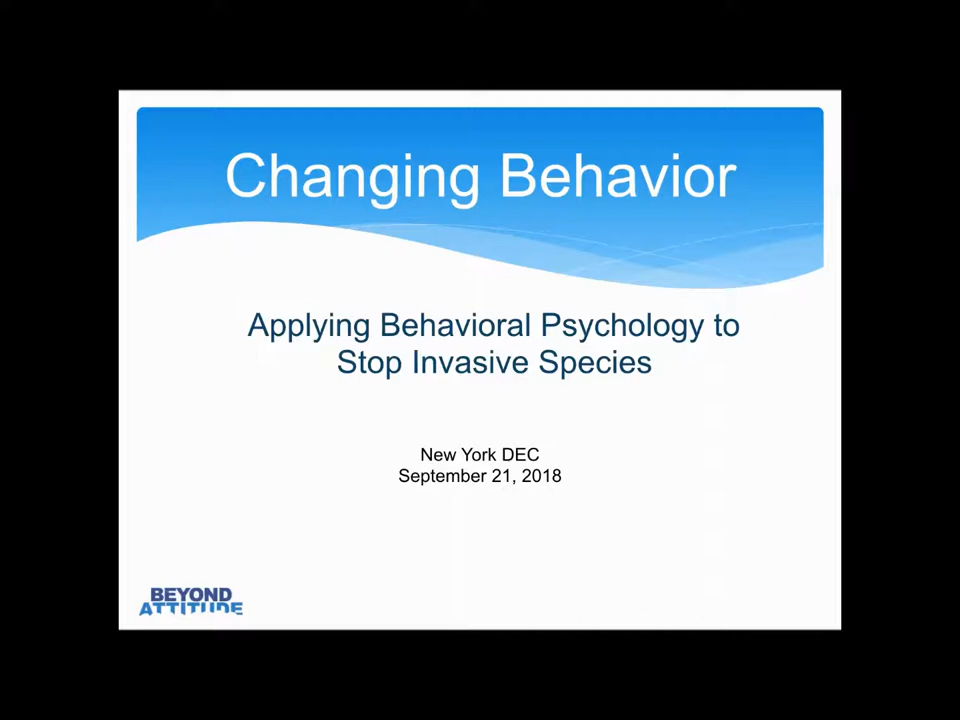 Changing Behavior
Applying Behavioral Psychology to
Stop Invasive Species
New York DEC
September 21, 2018
BEYOND
ATTITUDE